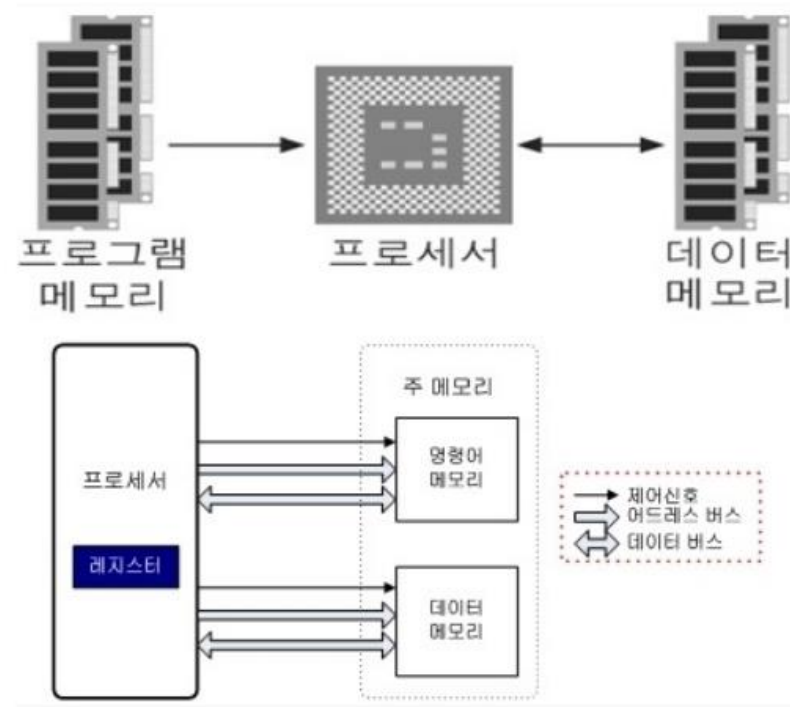 프로그램
메모리
프로세서
데이터
메모리
주 메모리
프로세서
명령어
메모리
레지스터
데이터
메모리
제어신호
어드레스 버스
데이터 버스